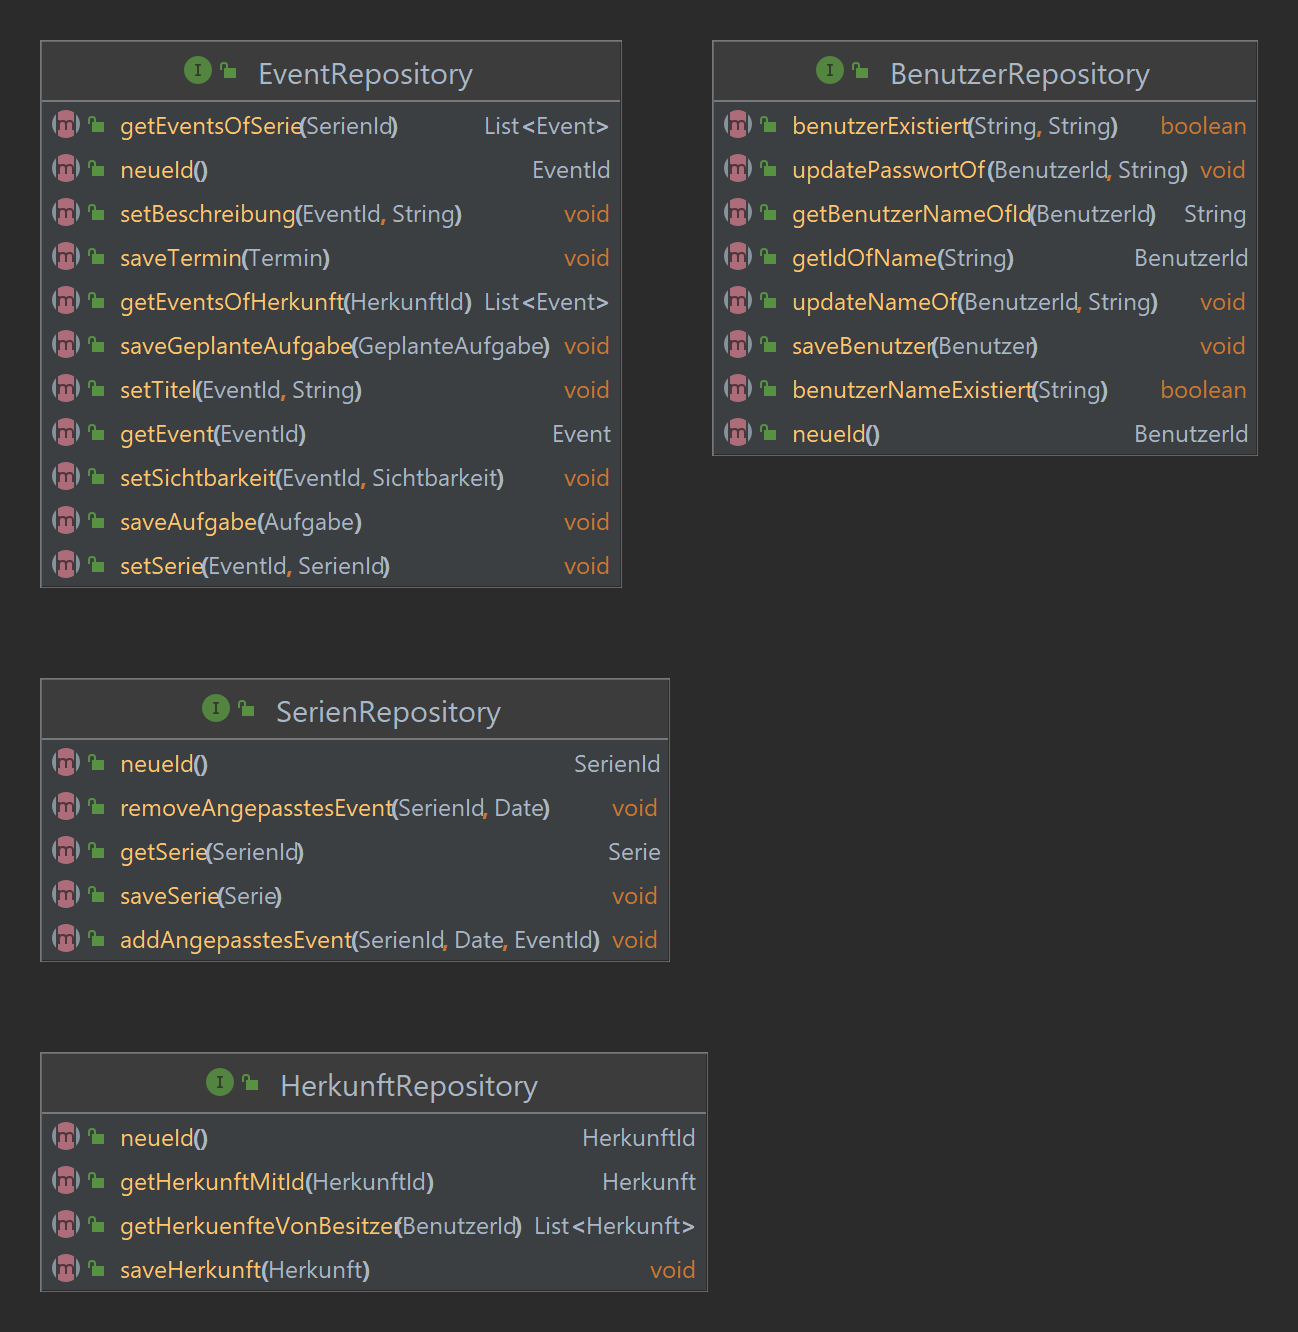 EventRepository
getEventsOfSerie(SerienId) List<Event>
neueId() EventId
setBeschreibung(EventId, String) void
saveTermin(Termin) void
getEventsOfHerkunft(HerkunftId) List<Event>
saveGeplanteAufgabe(GeplanteAufgabe) void
setTitel(EventId, String) void
getEvent(EventId) Event
setSichtbarkeit(EventId, Sichtbarkeit) void
saveAufgabe(Aufgabe) void
setSerie(EventId, SerienId) void
BenutzerRepository
benutzerExistiert(String, String) boolean
updatePasswortOf(BenutzerId, String) void
getBenutzerNameOfId(BenutzerId) String
getIdOfName(String) BenutzerId
updateNameOf(BenutzerId, String) void
saveBenutzer(Benutzer) void
benutzerNameExistiert(String) boolean
neueId() BenutzerId
SerienRepository
neueId() SerienId
removeAngepasstesEvent(SerienId, Date) void
getSerie(SerienId) Serie
saveSerie(Serie) void
addAngepasstesEvent(SerienId, Date, EventId) void
HerkunftRepository
neueId() HerkunftId
getHerkunftMitId(HerkunftId) Herkunft
getHerkuenfteVonBesitzer(BenutzerId) List<Herkunft>
saveHerkunft(Herkunft) void